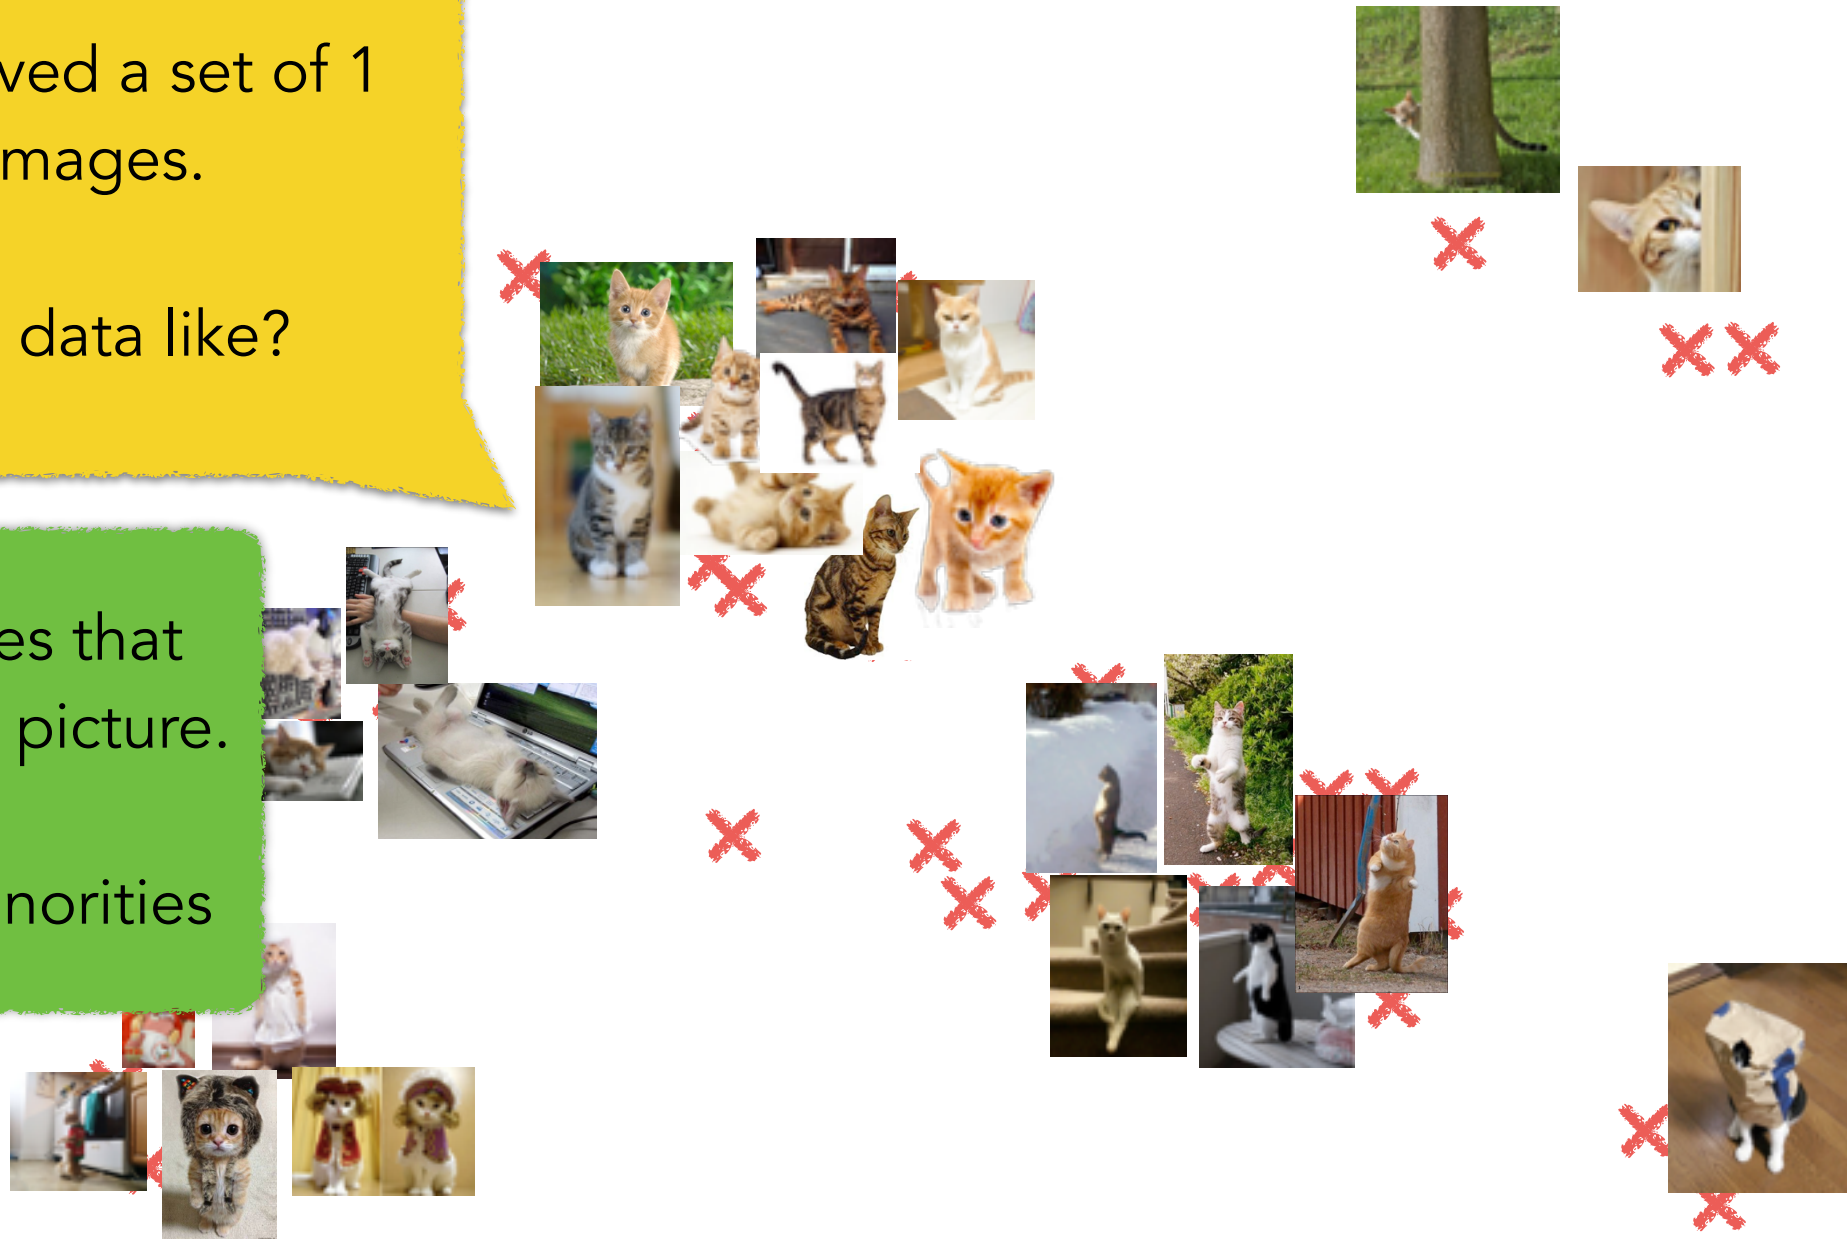 ved a set of 1
mages.
data like?
es that
picture.
norities